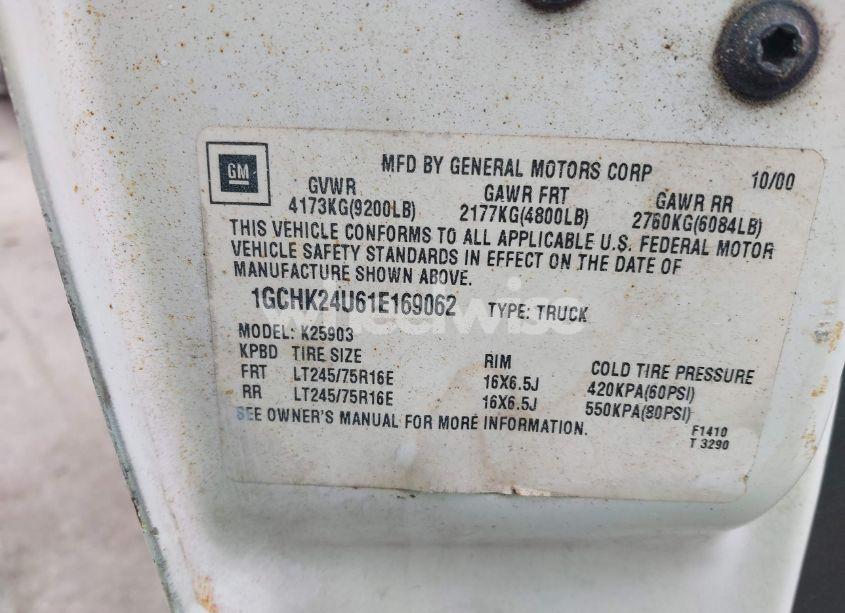 GM
MFD BY GENERAL MOTORS CORP 10/00
GVWR GAWR FRT GAWR RR
4173KG(9200LB) 2177KG(4800LB) 2760KG(6084LB)
THIS VEHICLE CONFORMS TO ALL APPLICABLE U.S. FEDERAL MOTOR
VEHICLE SAFETY STANDARDS IN EFFECT ON THE DATE OF
MANUFACTURE SHOWN ABOVE.
1GCHK24U61E169062 TYPE: TRUCK
wheelwise
MODEL: K25903
KPBD TIRE SIZE RIM COLD TIRE PRESSURE
FRT LT245/75R16E 16X6.5J 420KPA(60PSI)
RR LT245/75R16E 16X6.5J 550KPA(80PSI)
SEE OWNER'S MANUAL FOR MORE INFORMATION.
F1410
T 3290